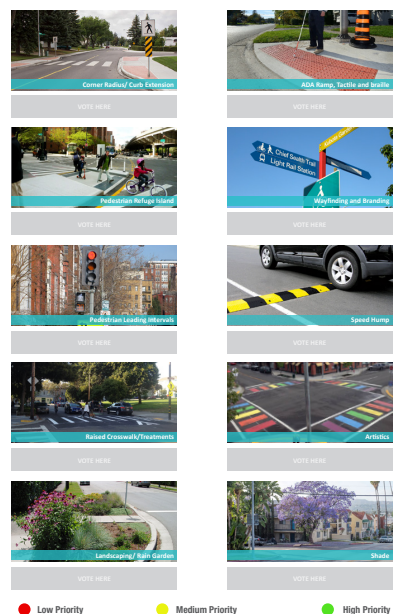 Corner Radius/ Curb Extension
ADA Ramp, Tactile and braille
VOTE HERE
VOTE HERE
Chief Sealth Trail
Light Rail Station
Pedestrian Refuge Island
Wayfinding and Branding
VOTE HERE
VOTE HERE
Pedestrian Leading Intervals
Speed Hump
VOTE HERE
VOTE HERE
Raised Crosswalk/Treatments
Artistics
VOTE HERE
VOTE HERE
Landscaping/ Rain Garden
Shade
VOTE HERE
VOTE HERE
Low Priority
Medium Priority
High Priority